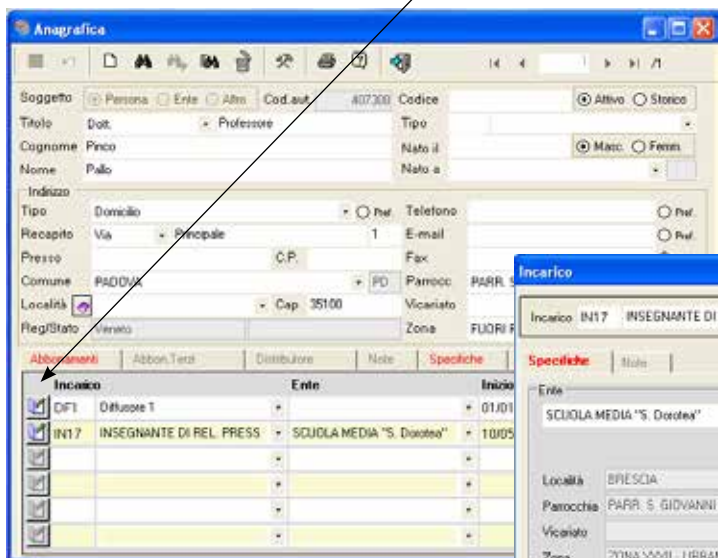 Anagrafica
/1
Soggetto Persona Ente Altro Cod.aut. 407300 Codice Attivo Storico
Titolo Dott. Professore Tipo
Cognome Pinco Nato il Masc. Femm.
Nome Pallo Nato a
Indirizzo
Tipo Domicilio Pref. Telefono Pref.
Recapito Via Principale 1 E-mail Pref.
Presso C.P. Fax
Comune PADOVA PD Parrocc PARR. S
Località Cap 35100 Vicariato
Reg/Stato Veneto Zona FUORI
Abbonamenti Abbon.Terzi Distributore Note Specifiche
Incarico Ente Inizio
DF1 Diffusore 1 01/01
IN17 INSEGNANTE DI REL. PRESS SCUOLA MEDIA "S. Dorotea" 10/05
Incarico
Incarico IN17 INSEGNANTE DI
Specifiche Note
Ente
SCUOLA MEDIA "S. Dorotea"
Località BRESCIA
Parrocchia PARR. S. GIOVANNI
Vicariato
Zona